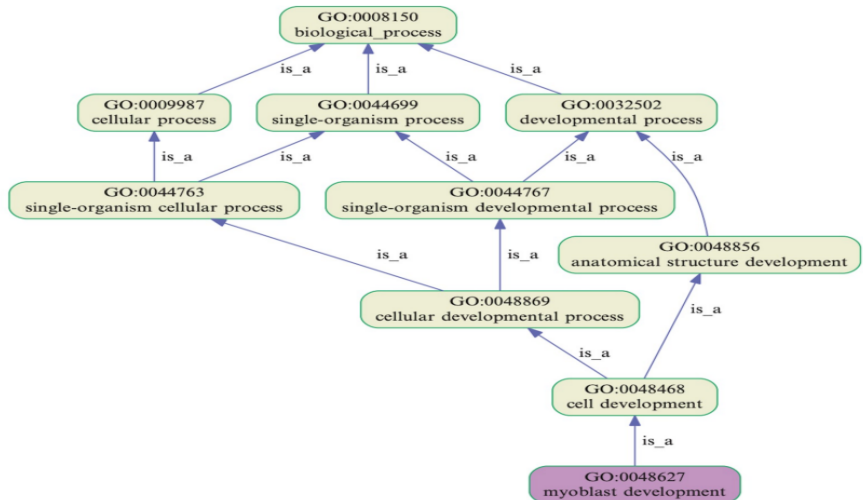 GO:0008150
biological_process
is_a
is_a
is_a
GO:0009987
cellular process
GO:0044699
single-organism process
GO:0032502
developmental process
is_a
is_a
is_a
is_a
is_a
GO:0044763
single-organism cellular process
GO:0044767
single-organism developmental process
GO:0048856
anatomical structure development
is_a
is_a
GO:0048869
cellular developmental process
is_a
is_a
GO:0048468
cell development
is_a
GO:0048627
myoblast development